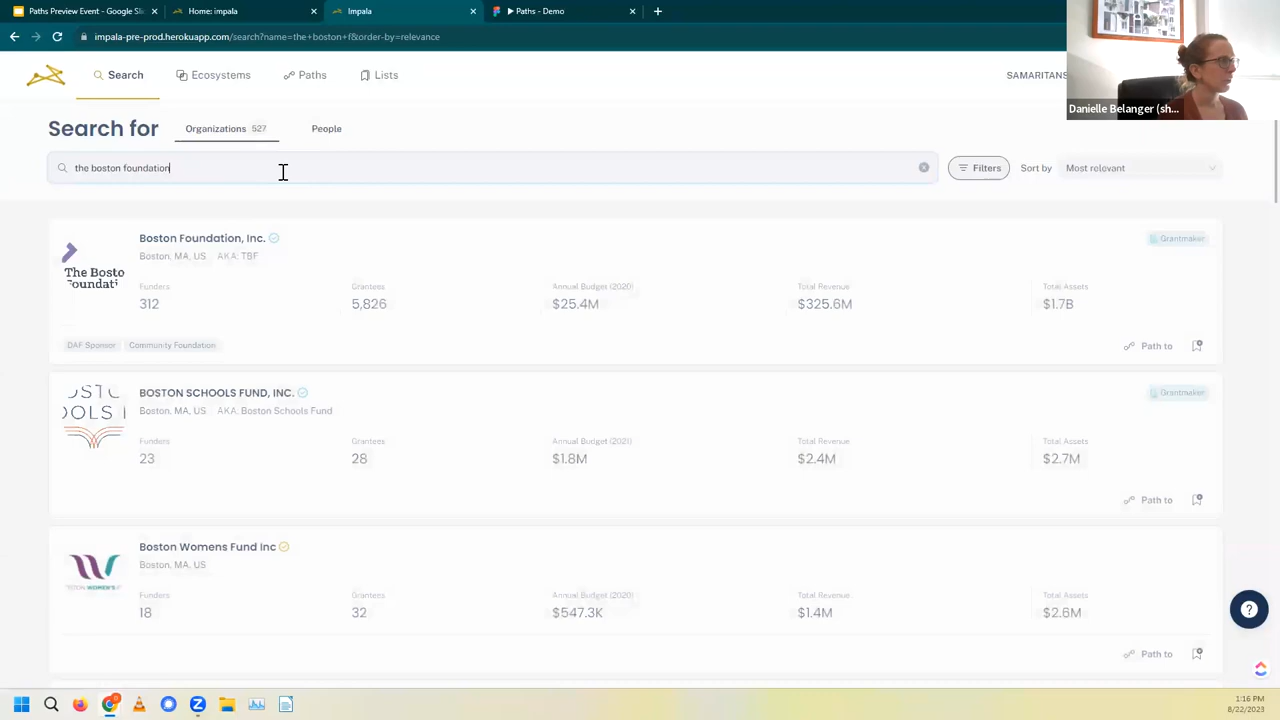 Paths Preview Event - Google Sli
Home: impala
Impala
Paths - Demo
impala-pre-prod.herokuapp.com/search?name=the+boston+f&order-by=relevance
Search
Ecosystems
Paths
Lists
SAMARITANS
Danielle Belanger (sh...
Search for
Organizations 527
People
the boston foundation
Filters
Sort by
Most relevant
The Bosto
Foundati
Boston Foundation, Inc.
Grantmaker
Boston, MA, US AKA: TBF
Funders
Grantees
Annual Budget (2020)
Total Revenue
Total Assets
312
5,826
$25.4M
$325.6M
$1.7B
DAF Sponsor
Community Foundation
Path to
BOSTON SCHOOLS FUND, INC.
Grantmaker
Boston, MA, US AKA: Boston Schools Fund
Funders
Grantees
Annual Budget (2021)
Total Revenue
Total Assets
23
28
$1.8M
$2.4M
$2.7M
Path to
Boston Womens Fund Inc
Boston, MA, US
Funders
Grantees
Annual Budget (2020)
Total Revenue
Total Assets
18
32
$547.3K
$1.4M
$2.6M
Path to
1:16 PM
8/22/2023